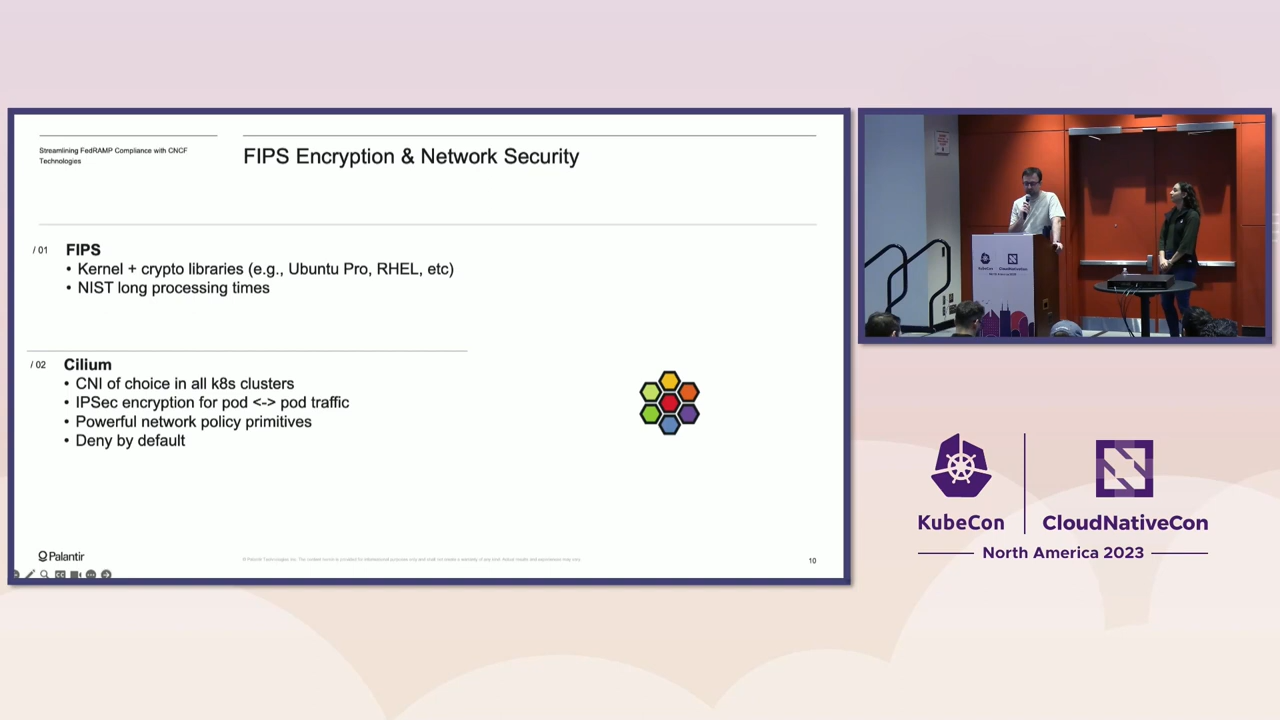 Streamlining FedRAMP Compliance with CNCF
Technologies
FIPS Encryption & Network Security
/ 01
FIPS
• Kernel + crypto libraries (e.g., Ubuntu Pro, RHEL, etc)
• NIST long processing times
/ 02
Cilium
• CNI of choice in all k8s clusters
• IPSec encryption for pod <-> pod traffic
• Powerful network policy primitives
• Deny by default
Palantir
10
KubeCon
CloudNativeCon
KubeCon
CloudNativeCon
North America 2023